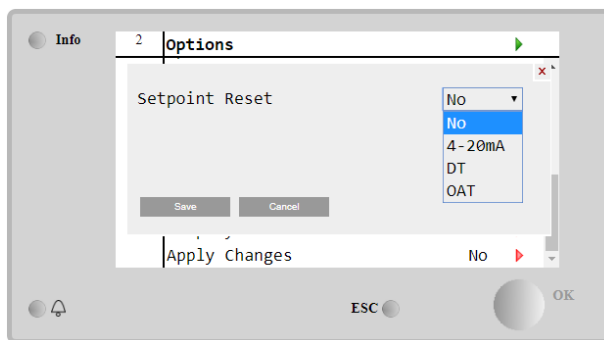 Info
2 Options
x
Setpoint Reset No
No
4-20mA
DT
OAT
Save Cancel
Apply Changes No
ESC
OK